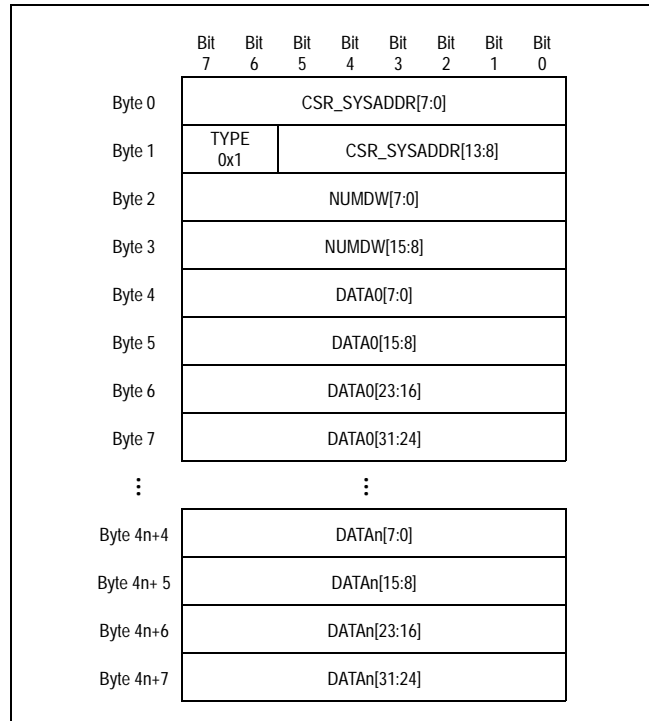 Bit Bit Bit Bit Bit Bit Bit Bit
7 6 5 4 3 2 1 0
Byte 0 CSR_SYSADDR[7:0]
Byte 1 TYPE 0x1 CSR_SYSADDR[13:8]
Byte 2 NUMDW[7:0]
Byte 3 NUMDW[15:8]
Byte 4 DATA0[7:0]
Byte 5 DATA0[15:8]
Byte 6 DATA0[23:16]
Byte 7 DATA0[31:24]
⋮ ⋮
Byte 4n+4 DATAn[7:0]
Byte 4n+ 5 DATAn[15:8]
Byte 4n+6 DATAn[23:16]
Byte 4n+7 DATAn[31:24]